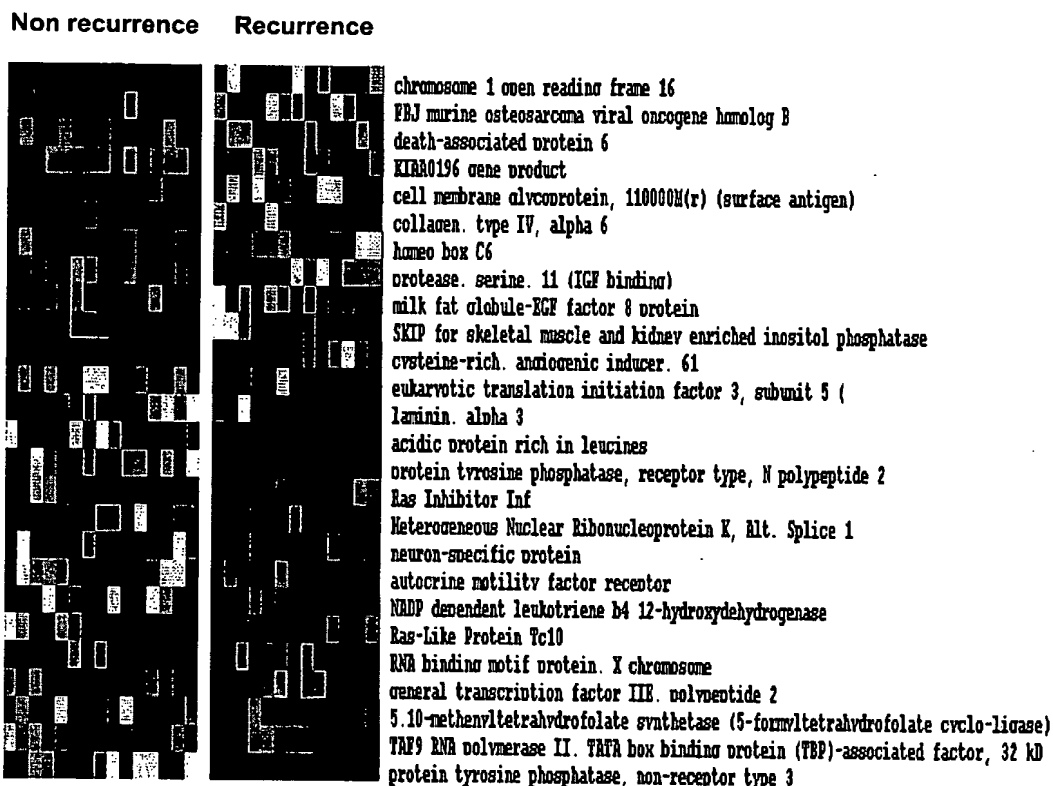 Non recurrence Recurrence
chromosome 1 open reading frame 16
FBJ murine osteosarcoma viral oncogene homolog B
death-associated protein 6
KIAA0196 gene product
cell membrane glycoprotein, 110000M(r) (surface antigen)
collagen, type IV, alpha 6
homeo box C6
protease, serine, 11 (IGF binding)
milk fat globule-EGF factor 8 protein
SKIP for skeletal muscle and kidney enriched inositol phosphatase
cysteine-rich, angiogenic inducer, 61
eukaryotic translation initiation factor 3, subunit 5 (
laminin, alpha 3
acidic protein rich in leucines
protein tyrosine phosphatase, receptor type, N polypeptide 2
Ras Inhibitor Inf
Heterogeneous Nuclear Ribonucleoprotein K, Alt. Splice 1
neuron-specific protein
autocrine motility factor receptor
NADP dependent leukotriene b4 12-hydroxydehydrogenase
Ras-Like Protein Tc10
RNA binding motif protein, X chromosome
general transcription factor IIE, polypeptide 2
5,10-methenyltetrahydrofolate synthetase (5-formyltetrahydrofolate cyclo-ligase)
TAF9 RNA polymerase II, TATA box binding protein (TBP)-associated factor, 32 kD
protein tyrosine phosphatase, non-receptor type 3